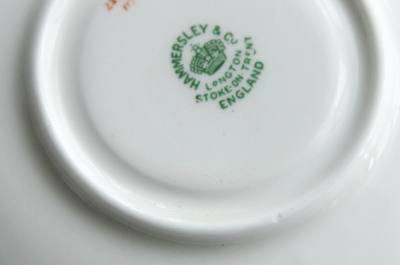 HAMMERSLEY & Co
LONGTON
STOKE-ON-TRENT
ENGLAND